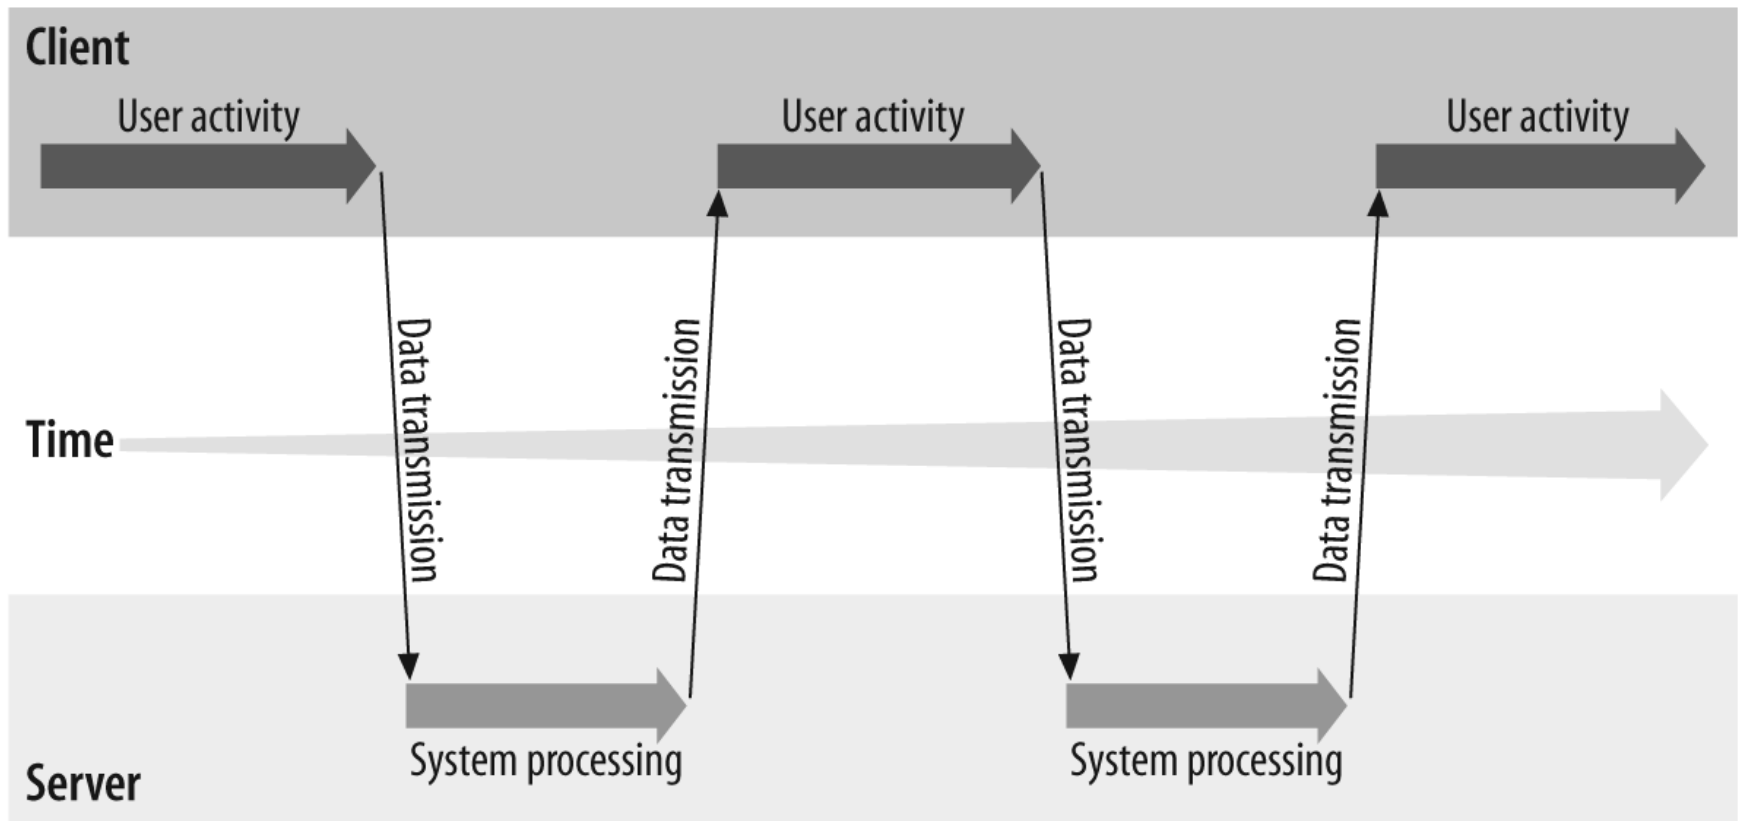 Client
User activity
User activity
User activity
Data transmission
Data transmission
Data transmission
Data transmission
Time
System processing
System processing
Server